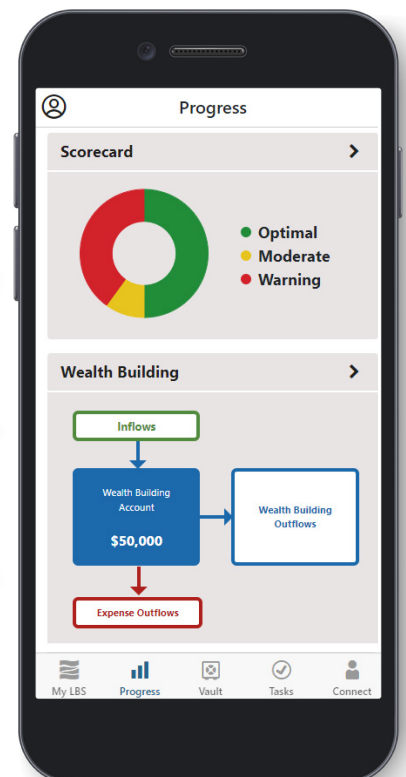 Progress
Scorecard
Optimal
Moderate
Warning
Wealth Building
Inflows
Wealth Building
Account
$50,000
Wealth Building
Outflows
Expense Outflows
My LBS
Progress
Vault
Tasks
Connect